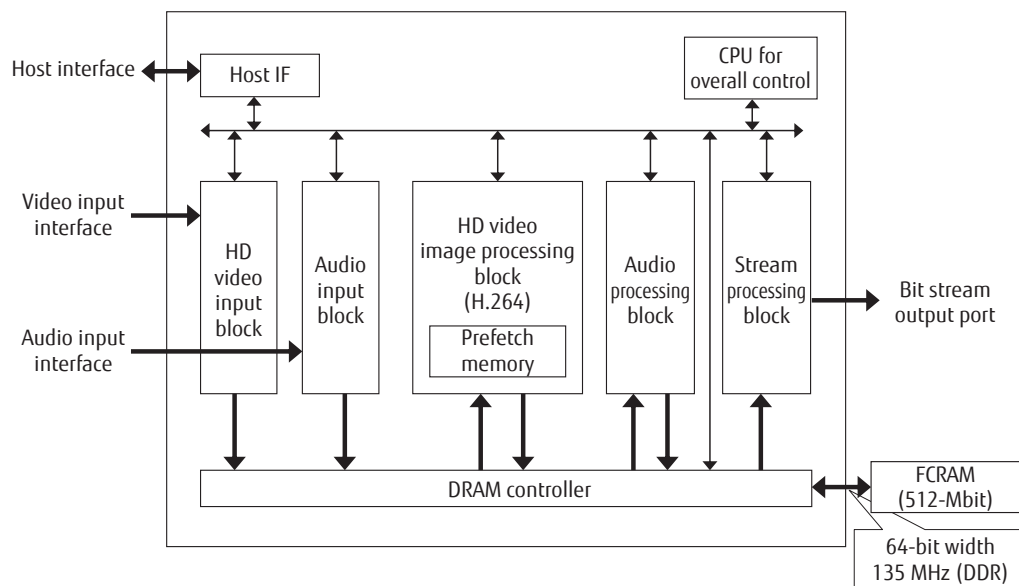 Host interface
Host IF
CPU for
overall control
Video input
interface
Audio input
interface
HD
video
input
block
Audio
input
block
HD video
image processing
block
(H.264)
Prefetch
memory
Audio
processing
block
Stream
processing
block
Bit stream
output port
DRAM controller
FCRAM
(512-Mbit)
64-bit width
135 MHz (DDR)